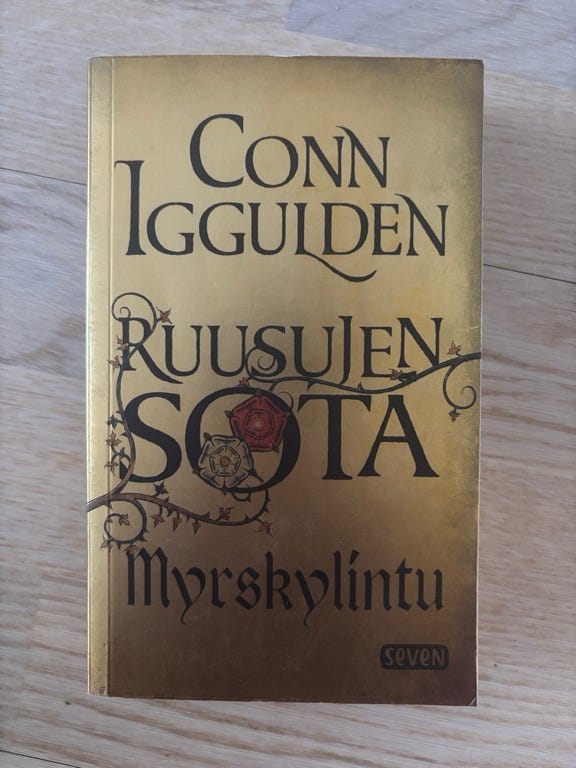 CONN
IGGULDEN
RUUSUJEN
SOTA
Myrskylintu
SEVEN